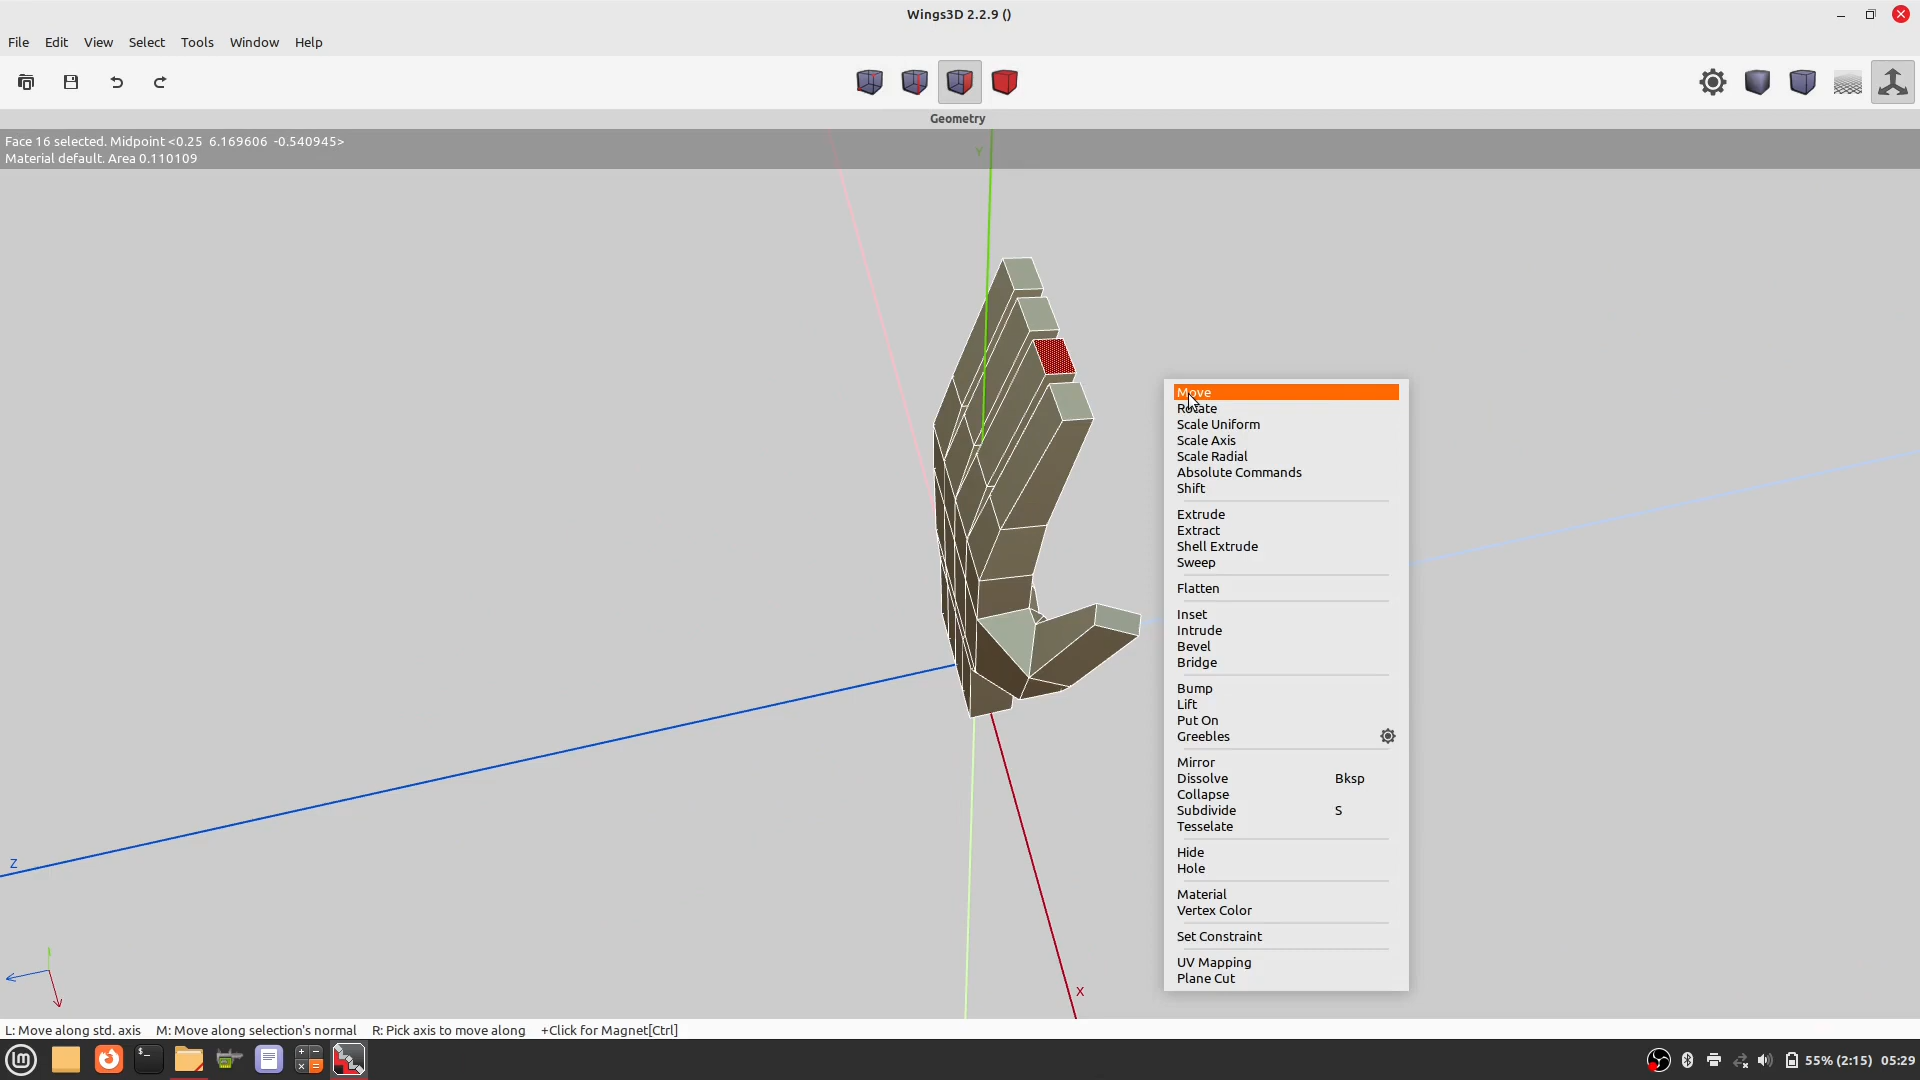 Wings3D 2.2.9 ()
File Edit View Select Tools Window Help
Geometry
Face 16 selected. Midpoint <0.25 6.169606 -0.540945>
Material default. Area 0.110109
Y
Move
Rotate
Scale Uniform
Scale Axis
Scale Radial
Absolute Commands
Shift
Extrude
Extract
Shell Extrude
Sweep
Flatten
Inset
Intrude
Bevel
Bridge
Bump
Lift
Put On
Greebles
Mirror
Dissolve Bksp
Collapse
Subdivide S
Tesselate
Hide
Hole
Material
Vertex Color
Set Constraint
UV Mapping
Plane Cut
Z
X
L: Move along std. axis M: Move along selection's normal R: Pick axis to move along +Click for Magnet[Ctrl]
55% (2:15) 05:29